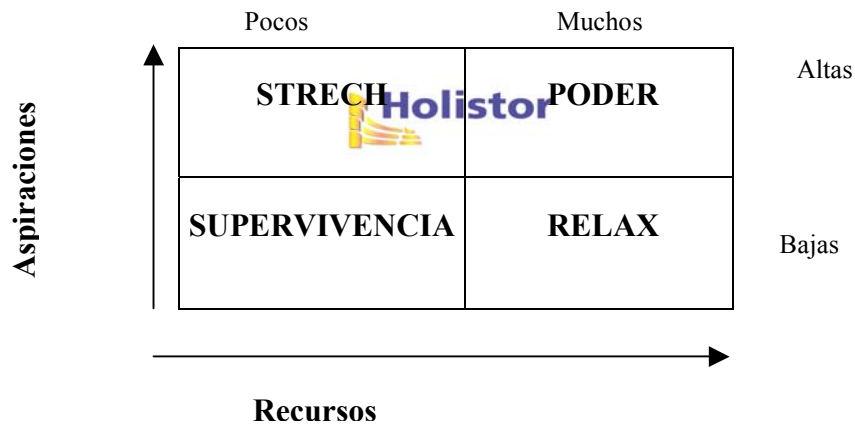 Pocos Muchos
Altas
STRECH Holistor PODER
Aspiraciones
SUPERVIVENCIA RELAX
Bajas
Recursos